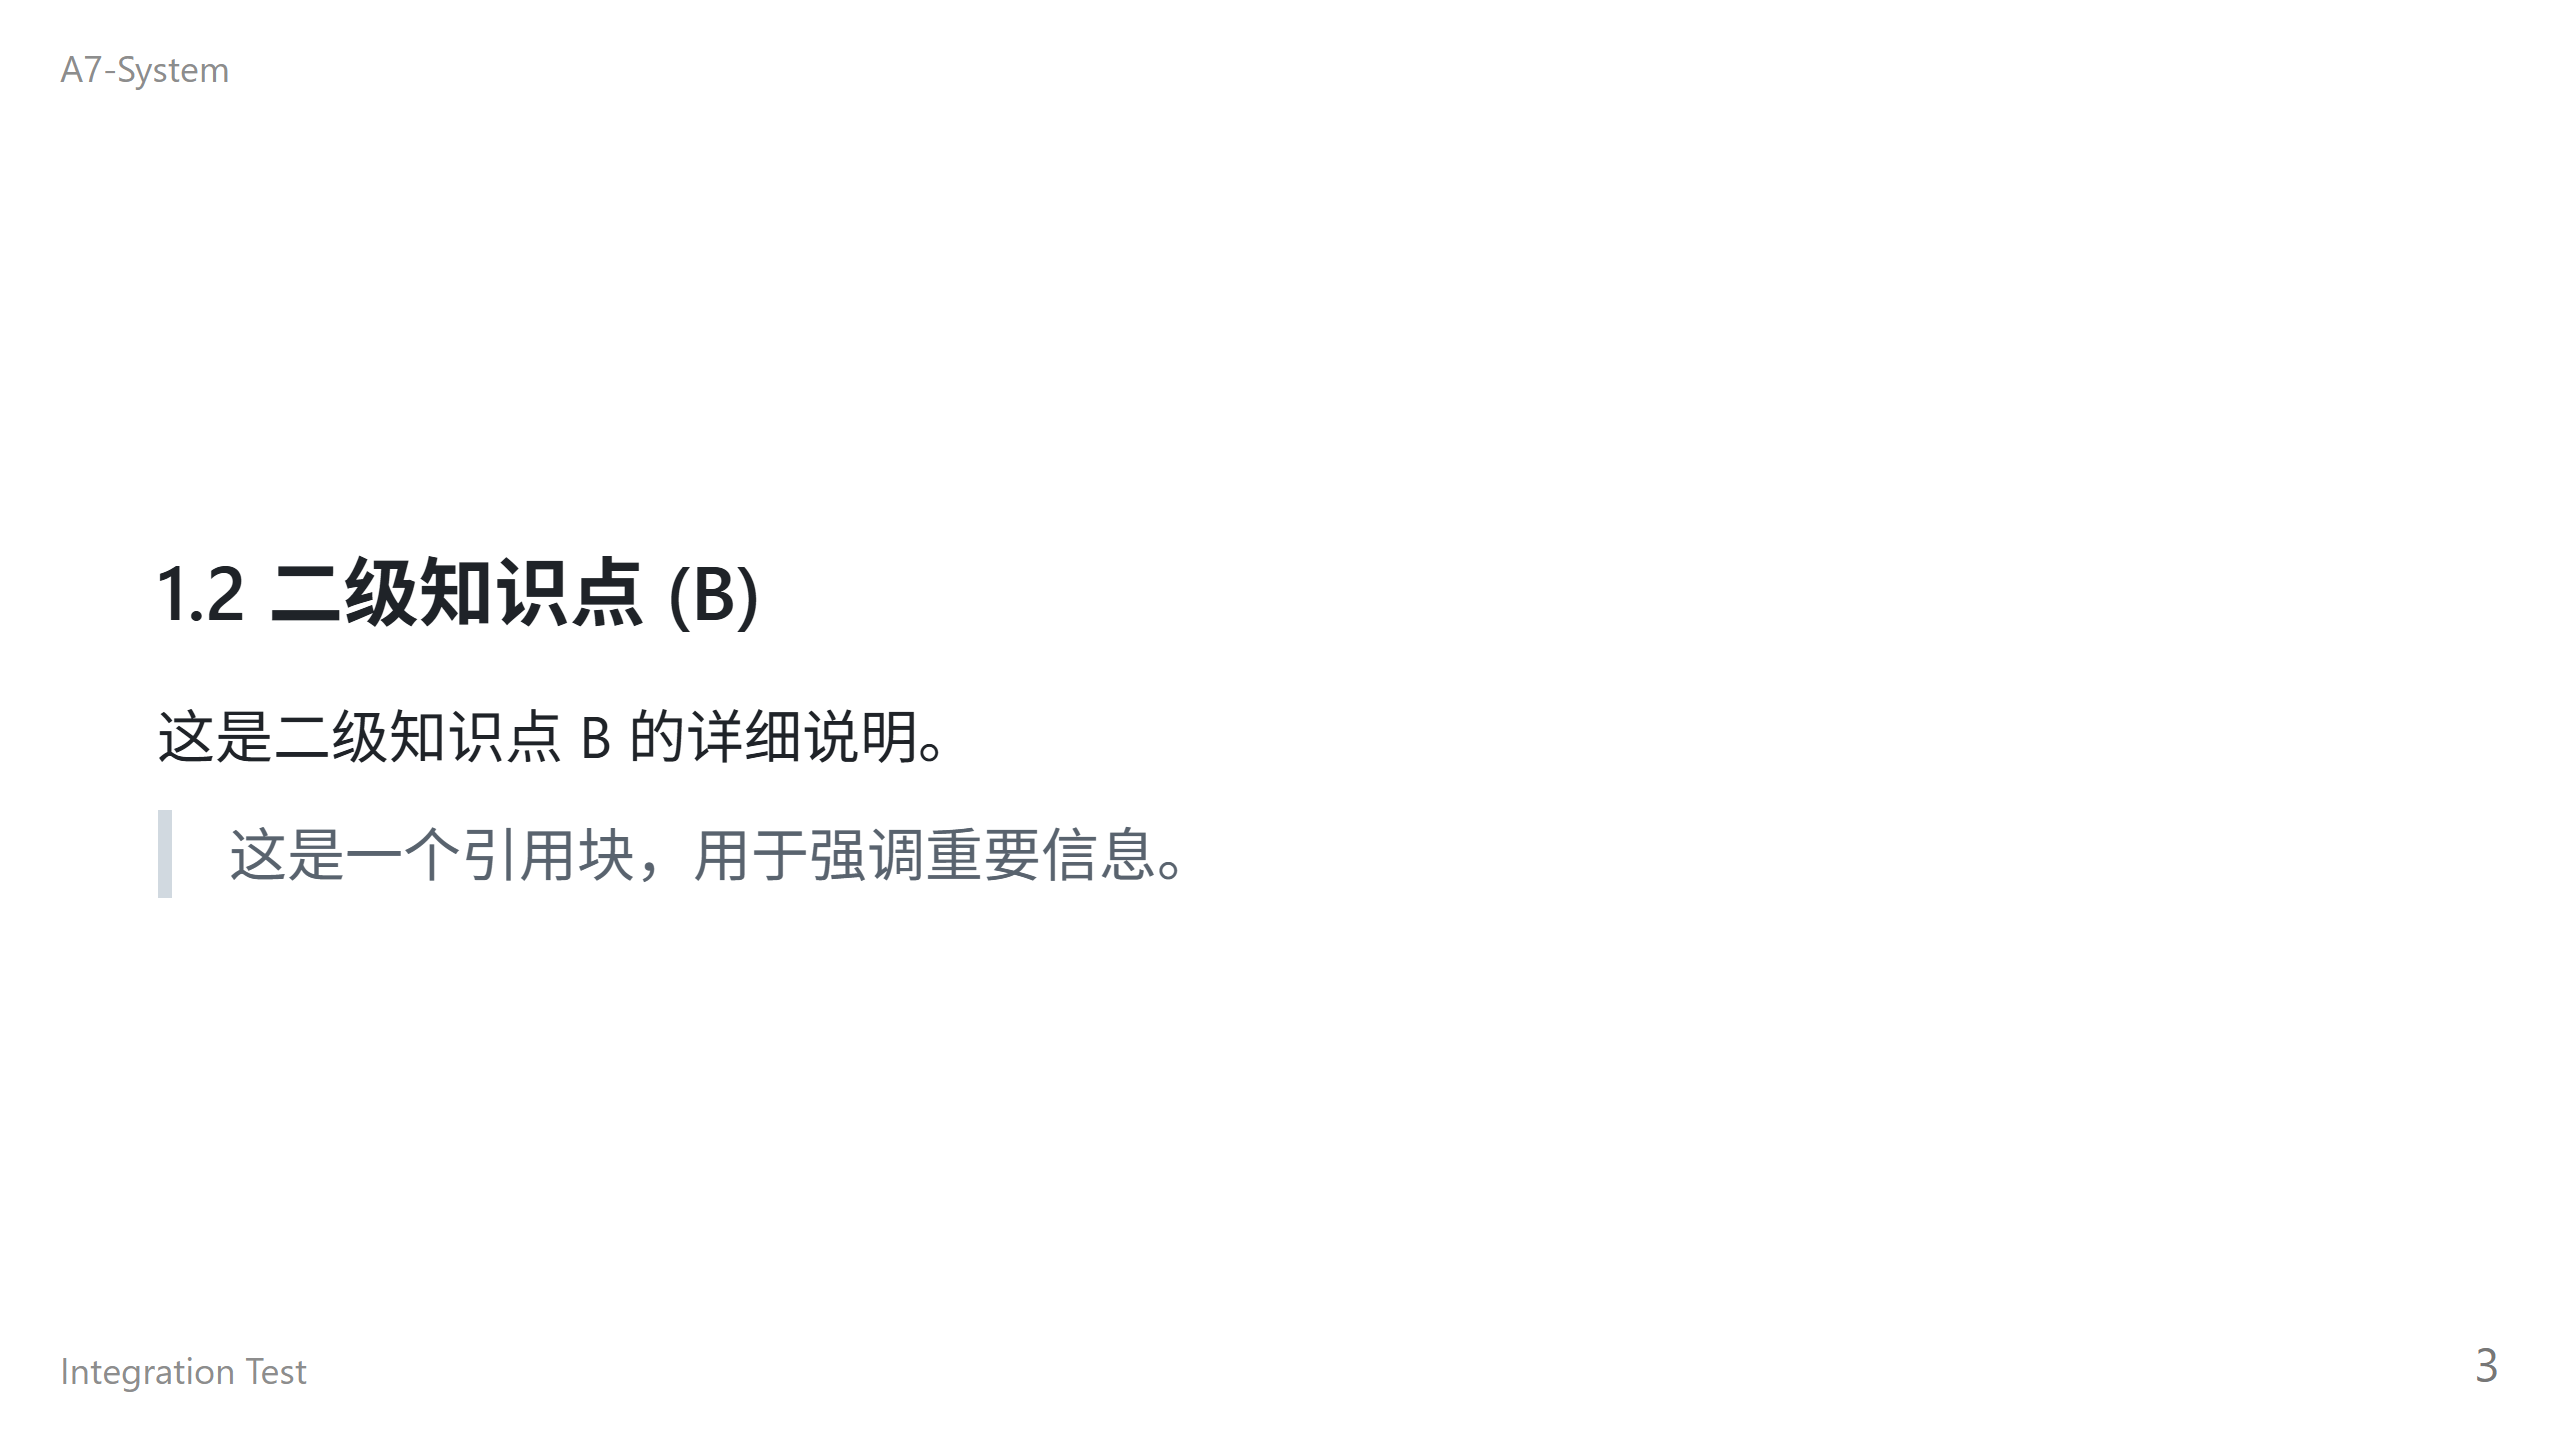 A7-System
1.2 二级知识点 (B)
这是二级知识点 B 的详细说明。
这是一个引用块，用于强调重要信息。
Integration Test
3